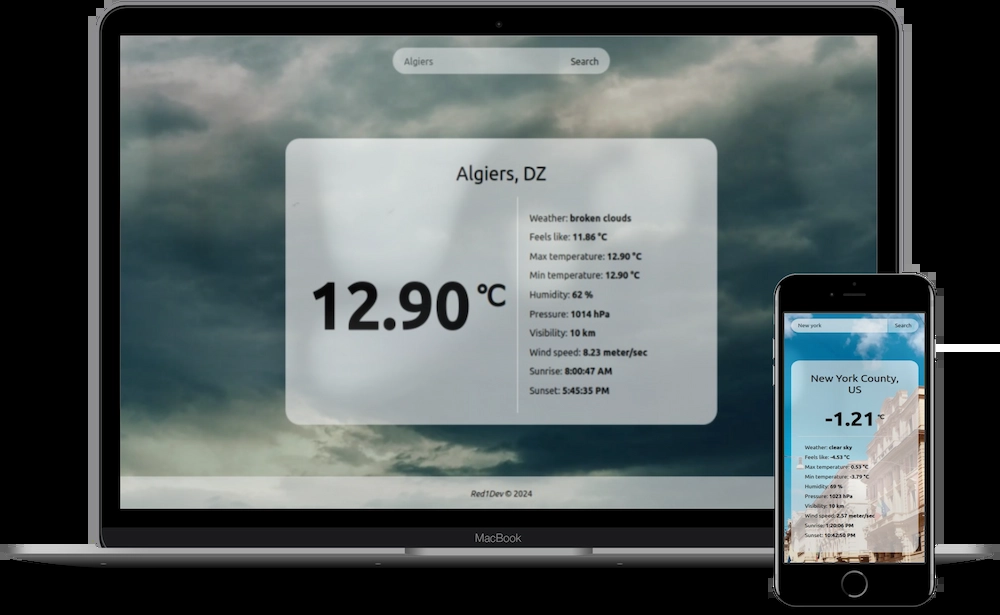 Algiers
Search
Algiers, DZ
12.90 °C
Weather: broken clouds
Feels like: 11.86 °C
Max temperature: 12.90 °C
Min temperature: 12.90 °C
Humidity: 62 %
Pressure: 1014 hPa
Visibility: 10 km
Wind speed: 8.23 meter/sec
Sunrise: 8:00:47 AM
Sunset: 5:45:35 PM
Red1Dev © 2024
MacBook
New york
Search
New York County,
US
-1.21 °C
Weather: clear sky
Feels like: -4.53 °C
Max temperature: 0.53 °C
Min temperature: -3.79 °C
Humidity: 69 %
Pressure: 1023 hPa
Visibility: 10 km
Wind speed: 2.57 meter/sec
Sunrise: 1:20:06 PM
Sunset: 10:42:50 PM